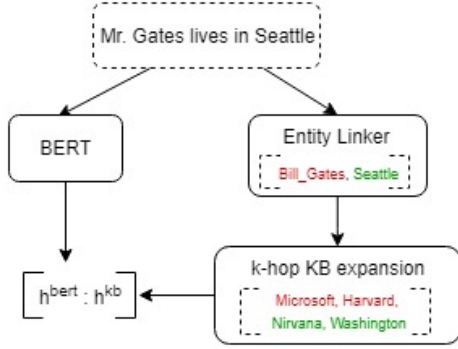 Mr. Gates lives in Seattle
BERT
Entity Linker
Bill_Gates, Seattle
k-hop KB expansion
Microsoft, Harvard,
Nirvana, Washington
h^bert : h^kb